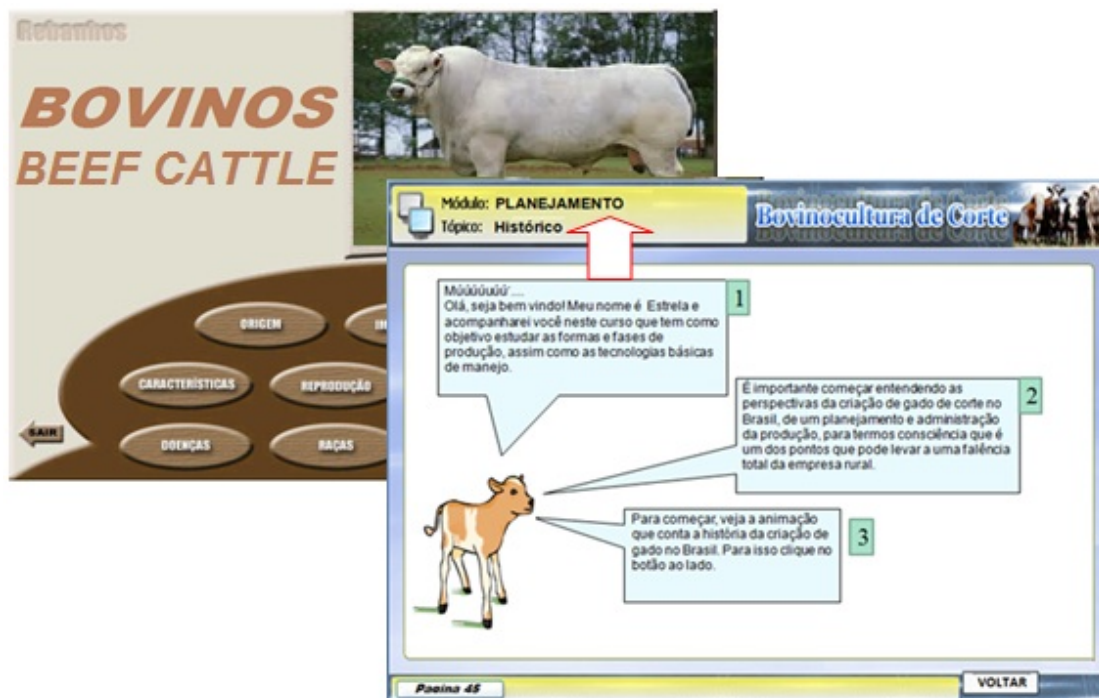 Rebanhos
BOVINOS
BEEF CATTLE
ORIGEM
CARACTERÍSTICAS
REPRODUÇÃO
SAIR
DOENÇAS
RAÇAS
Módulo: PLANEJAMENTO
Tópico: Histórico
Bovinocultura de Corte
Múúúúuúú´....
Olá, seja bem vindo! Meu nome é Estrela e
acompanharei você neste curso que tem como
objetivo estudar as formas e fases de
produção, assim como as tecnologias básicas
de manejo.
1
É importante começar entendendo as
perspectivas da criação de gado de corte no
Brasil, de um planejamento e administração
da produção, para termos consciência que é
um dos pontos que pode levar a uma falência
total da empresa rural.
2
Para começar, veja a animação
que conta a história da criação de
gado no Brasil. Para isso clique no
botão ao lado.
3
Pagina 45
VOLTAR